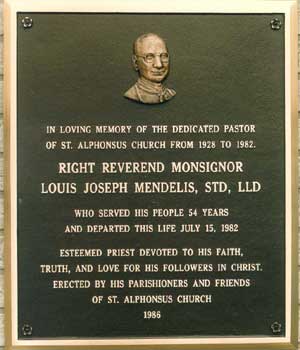 IN LOVING MEMORY OF THE DEDICATED PASTOR
OF ST. ALPHONSUS CHURCH FROM 1928 TO 1982.
RIGHT REVEREND MONSIGNOR
LOUIS JOSEPH MENDELIS, STD, LLD
WHO SERVED HIS PEOPLE 54 YEARS
AND DEPARTED THIS LIFE JULY 15, 1982
ESTEEMED PRIEST DEVOTED TO HIS FAITH,
TRUTH, AND LOVE FOR HIS FOLLOWERS IN CHRIST.
ERECTED BY HIS PARISHIONERS AND FRIENDS
OF ST. ALPHONSUS CHURCH
1986